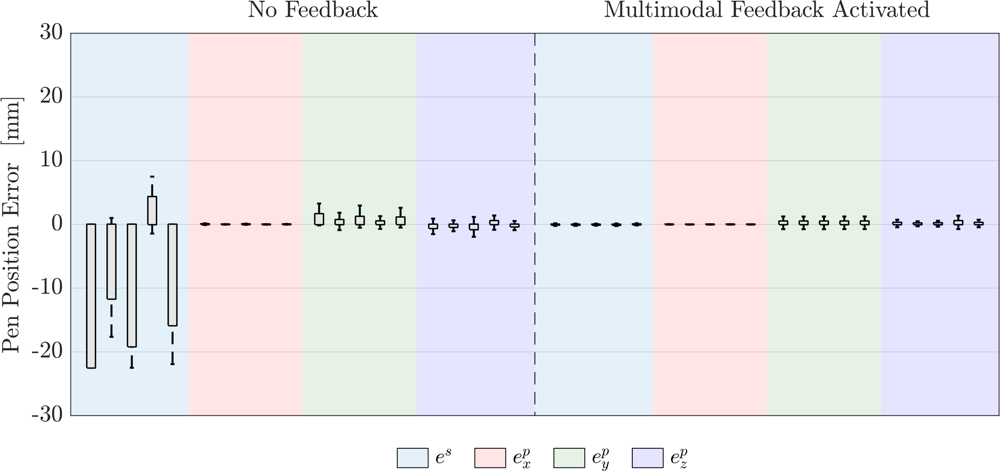 No Feedback Multimodal Feedback Activated
Pen Position Error [mm]
30
20
10
0
-10
-20
-30
e^s e^p_x e^p_y e^p_z